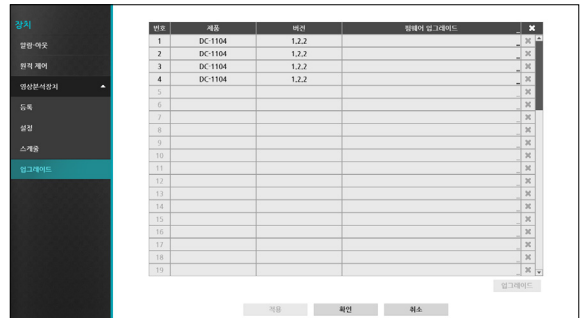 장치
알람-아웃
원격 제어
영상분석장치
등록
설정
스케줄
업그레이드
번호 제품 버전 펌웨어 업그레이드
1 DC-1104 1.2.2 ...
2 DC-1104 1.2.2 ...
3 DC-1104 1.2.2 ...
4 DC-1104 1.2.2 ...
5 ...
6 ...
7 ...
8 ...
9 ...
10 ...
11 ...
12 ...
13 ...
14 ...
15 ...
16 ...
17 ...
18 ...
19 ...
업그레이드
적용 확인 취소